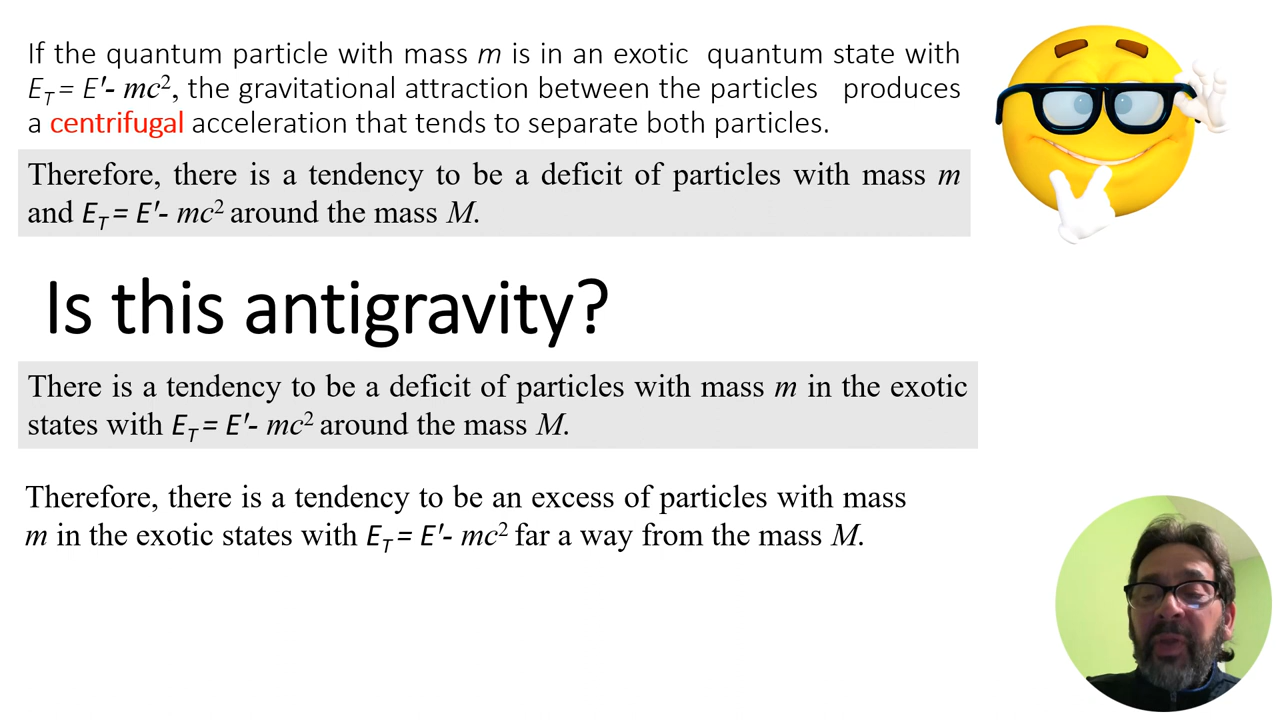 If the quantum particle with mass m is in an exotic quantum state with
E_T = E'- mc², the gravitational attraction between the particles produces
a centrifugal acceleration that tends to separate both particles.
Therefore, there is a tendency to be a deficit of particles with mass m
and E_T = E'- mc² around the mass M.
Is this antigravity?
There is a tendency to be a deficit of particles with mass m in the exotic
states with E_T = E'- mc² around the mass M.
Therefore, there is a tendency to be an excess of particles with mass
m in the exotic states with E_T = E'- mc² far a way from the mass M.